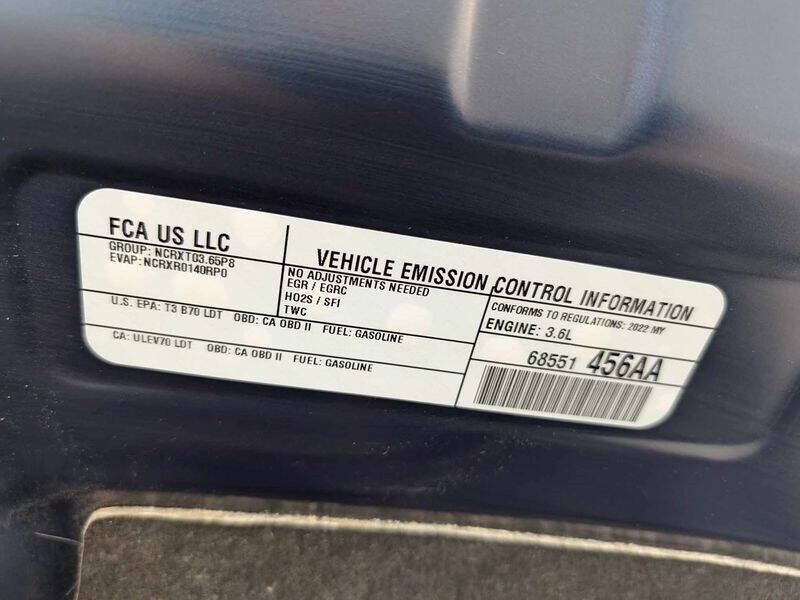 FCA US LLC
GROUP: NCRXT03.65P8
EVAP: NCRXR0140RP0
VEHICLE EMISSION CONTROL INFORMATION
NO ADJUSTMENTS NEEDED
EGR / EGRC
HO2S / SFI
TWC
CONFORMS TO REGULATIONS: 2022 MY
ENGINE: 3.6L
U.S. EPA: T3 B70 LDT OBD: CA OBD II FUEL: GASOLINE
CA: ULEV70 LDT OBD: CA OBD II FUEL: GASOLINE
68551 456AA